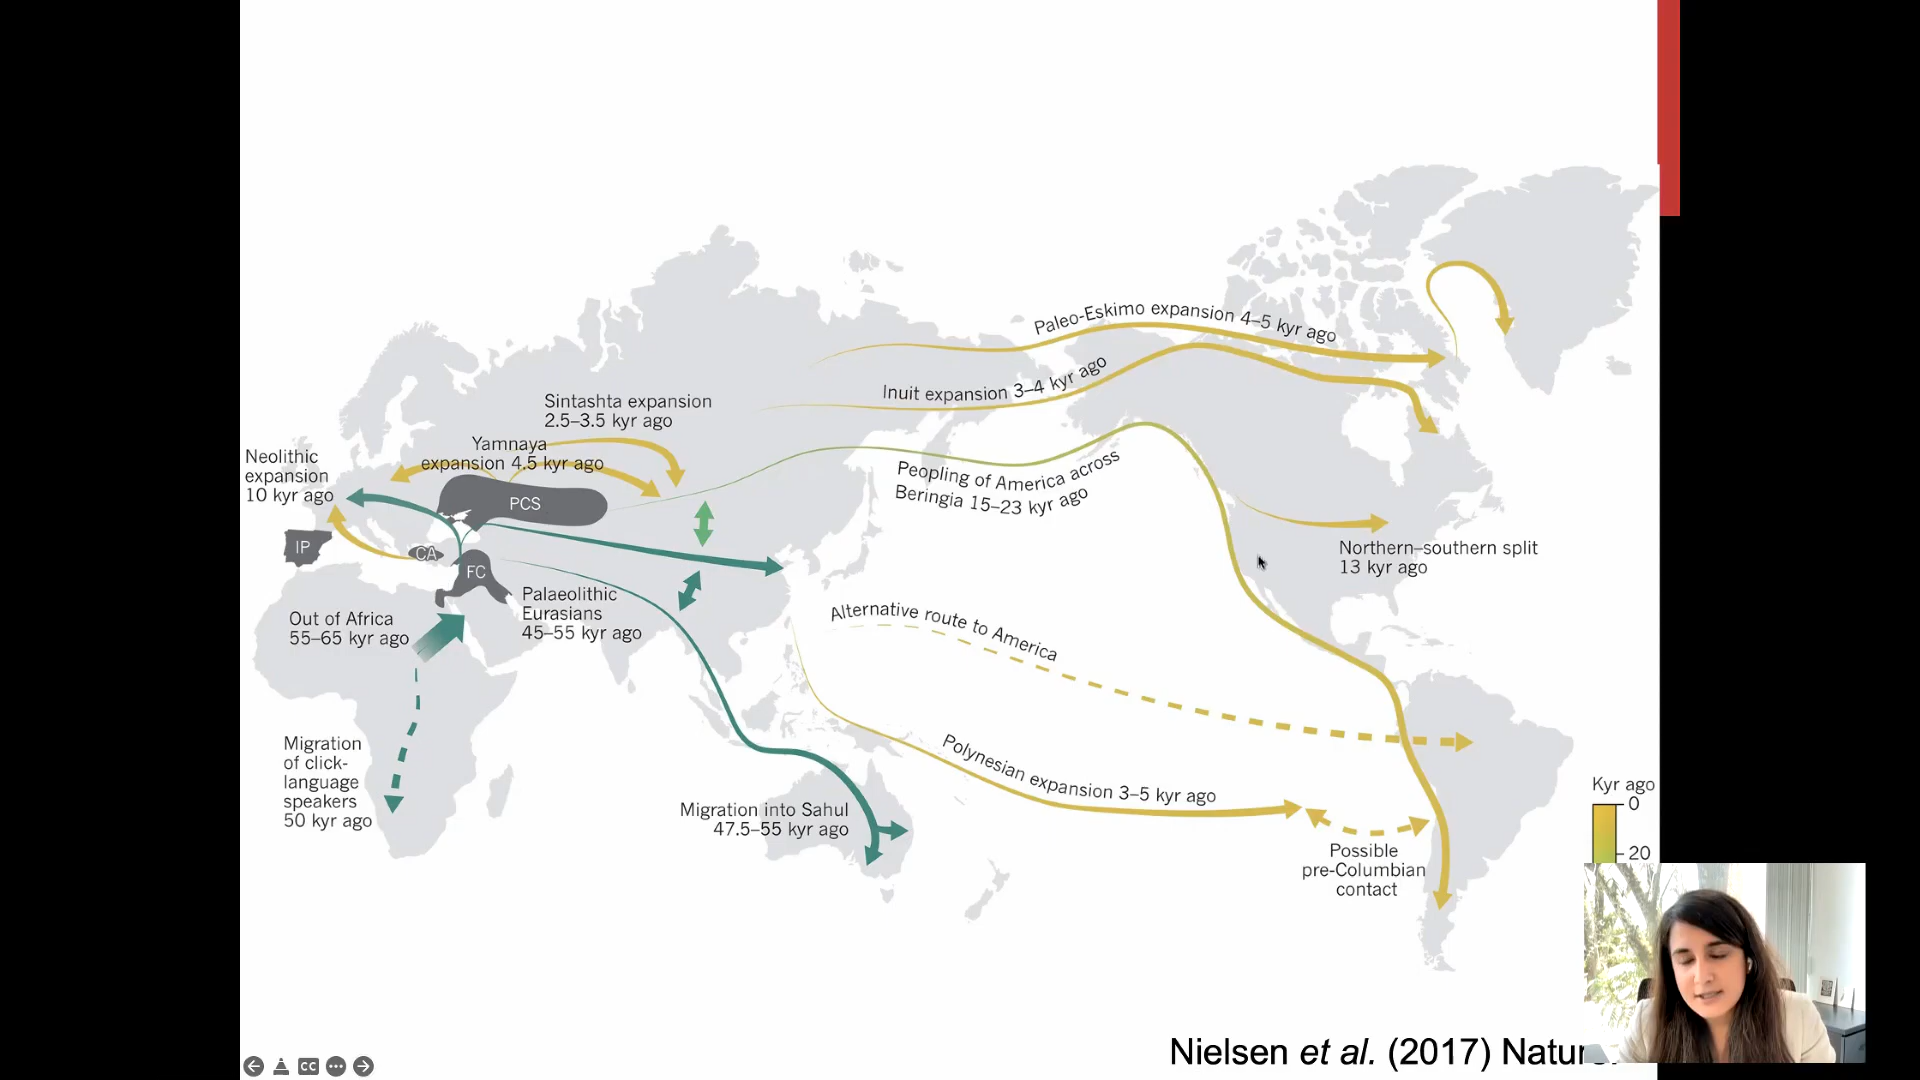 Paleo-Eskimo expansion 4–5 kyr ago
Inuit expansion 3–4 kyr ago
Sintashta expansion
2.5–3.5 kyr ago
Yamnaya
expansion 4.5 kyr ago
Neolithic
expansion
10 kyr ago
PCS
Peopling of America across
Beringia 15–23 kyr ago
IP
CA
FC
Northern–southern split
13 kyr ago
Palaeolithic
Eurasians
45–55 kyr ago
Out of Africa
55–65 kyr ago
Alternative route to America
Migration
of click-
language
speakers
50 kyr ago
Polynesian expansion 3–5 kyr ago
Migration into Sahul
47.5–55 kyr ago
Possible
pre-Columbian
contact
Kyr ago
0
20
Nielsen et al. (2017) Nature.
CC